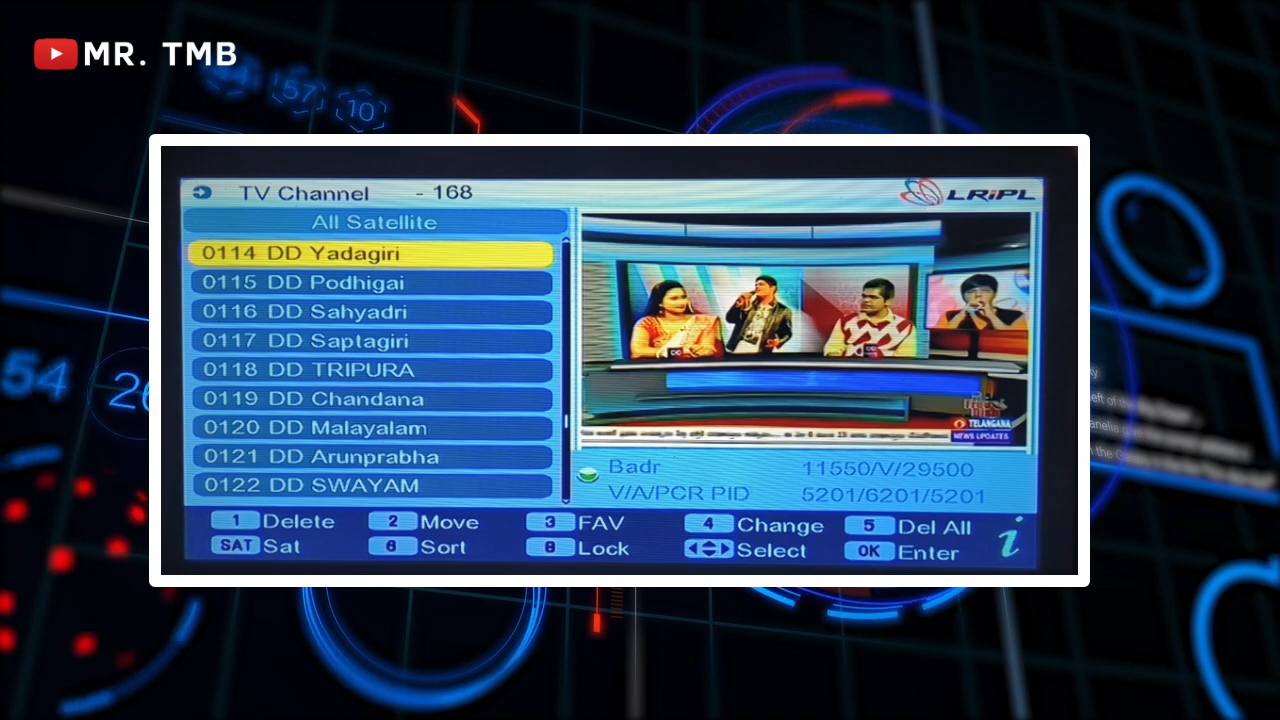 MR. TMB
57
10
TV Channel - 168
LRIPL
All Satellite
0114 DD Yadagiri
0115 DD Podhigai
0116 DD Sahyadri
0117 DD Saptagiri
0118 DD TRIPURA
0119 DD Chandana
0120 DD Malayalam
0121 DD Arunprabha
0122 DD SWAYAM
TELANGANA
NEWS UPDATES
Badr 11550/V/29500
V/A/PCR PID 5201/6201/5201
1 Delete 2 Move 3 FAV 4 Change 5 Del All
SAT Sat 6 Sort 8 Lock Select OK Enter
i
54